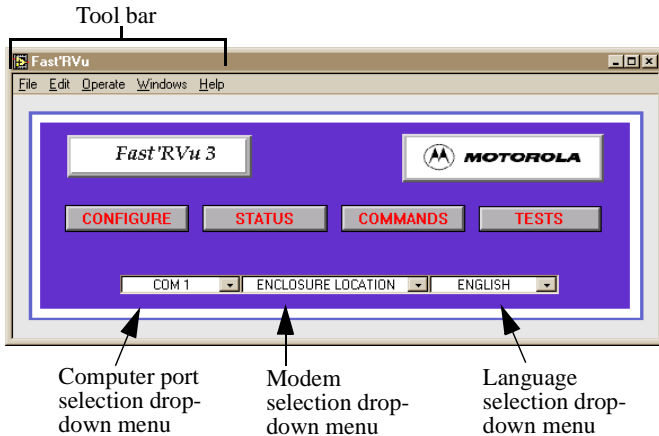 Tool bar
Fast'RVu
File Edit Operate Windows Help
Fast'RVu 3
MOTOROLA
CONFIGURE STATUS COMMANDS TESTS
COM 1 ENCLOSURE LOCATION ENGLISH
Computer port
selection drop-
down menu
Modem
selection drop-
down menu
Language
selection drop-
down menu